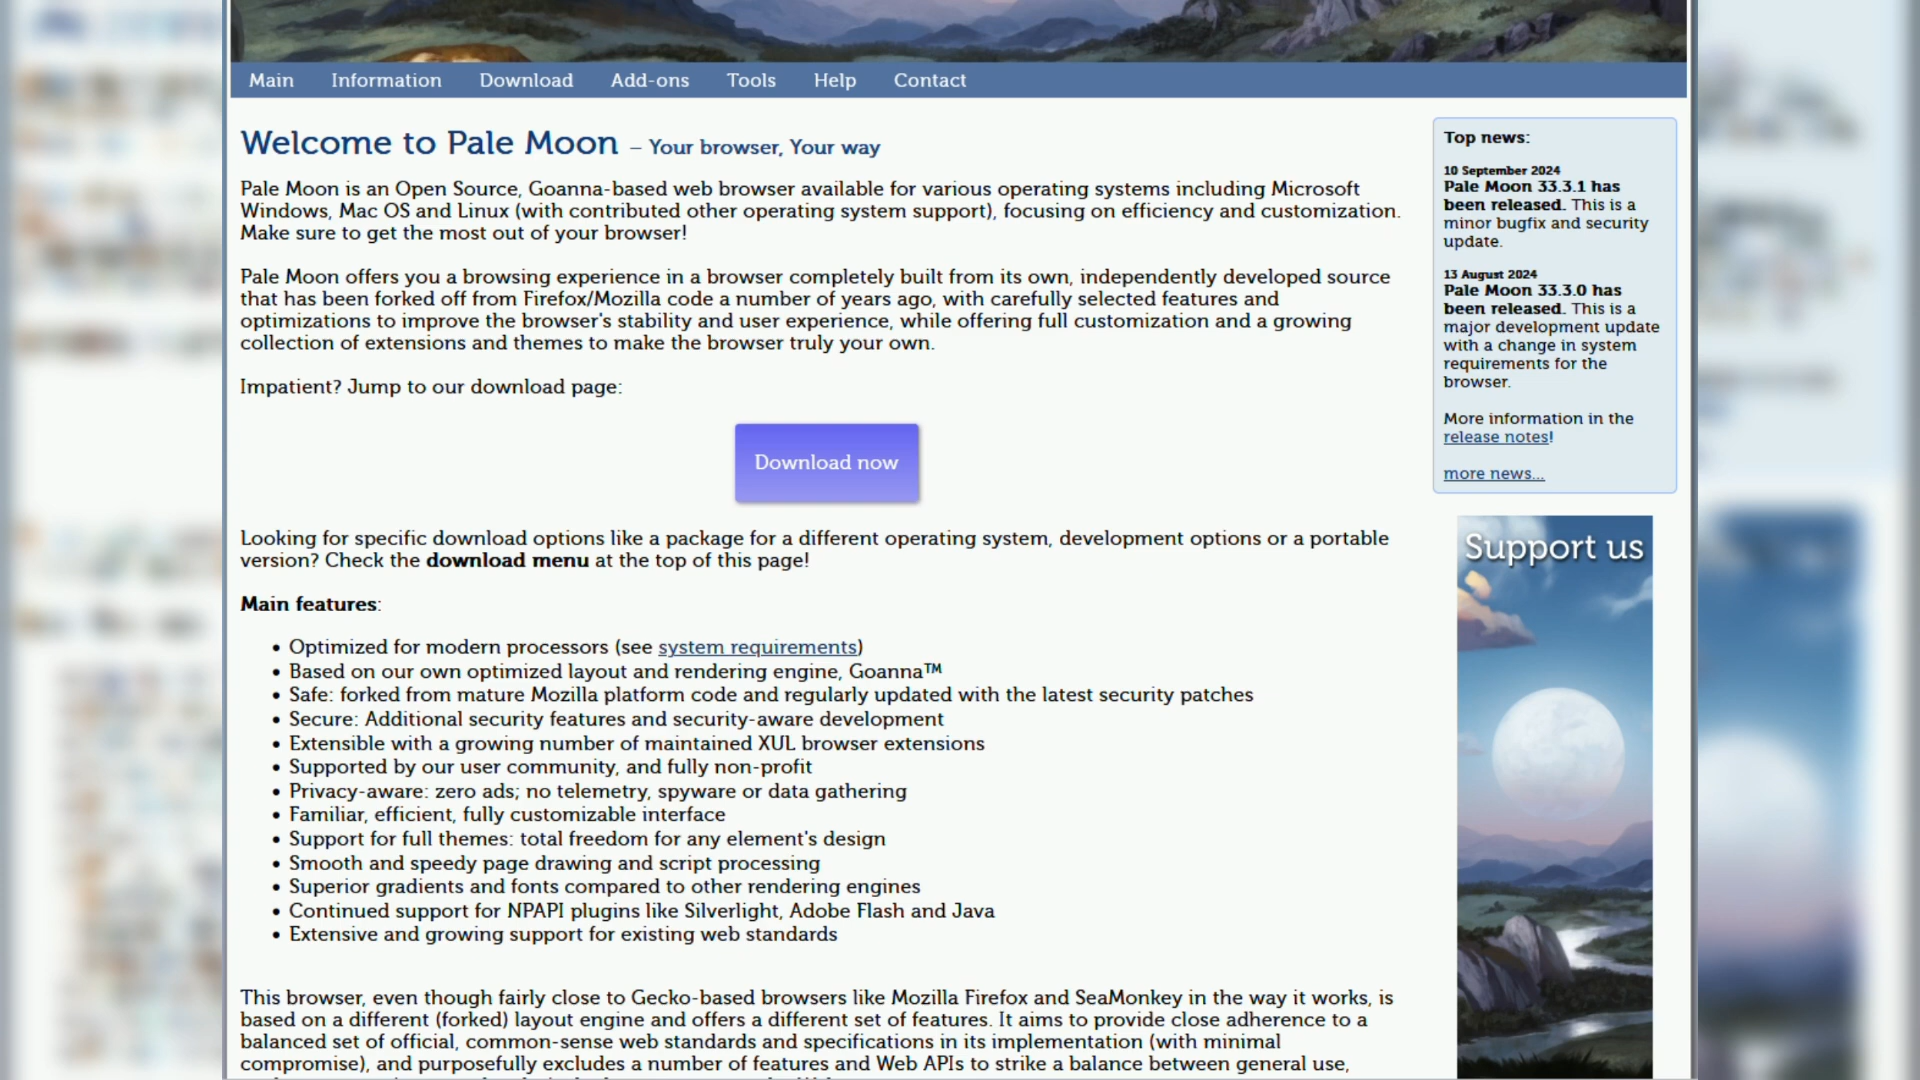 Main Information Download Add-ons Tools Help Contact
Welcome to Pale Moon – Your browser, Your way
Pale Moon is an Open Source, Goanna-based web browser available for various operating systems including Microsoft
Windows, Mac OS and Linux (with contributed other operating system support), focusing on efficiency and customization.
Make sure to get the most out of your browser!
Pale Moon offers you a browsing experience in a browser completely built from its own, independently developed source
that has been forked off from Firefox/Mozilla code a number of years ago, with carefully selected features and
optimizations to improve the browser's stability and user experience, while offering full customization and a growing
collection of extensions and themes to make the browser truly your own.
Impatient? Jump to our download page:
Download now
Looking for specific download options like a package for a different operating system, development options or a portable
version? Check the download menu at the top of this page!
Main features:
• Optimized for modern processors (see system requirements)
• Based on our own optimized layout and rendering engine, Goanna™
• Safe: forked from mature Mozilla platform code and regularly updated with the latest security patches
• Secure: Additional security features and security-aware development
• Extensible with a growing number of maintained XUL browser extensions
• Supported by our user community, and fully non-profit
• Privacy-aware: zero ads; no telemetry, spyware or data gathering
• Familiar, efficient, fully customizable interface
• Support for full themes: total freedom for any element's design
• Smooth and speedy page drawing and script processing
• Superior gradients and fonts compared to other rendering engines
• Continued support for NPAPI plugins like Silverlight, Adobe Flash and Java
• Extensive and growing support for existing web standards
This browser, even though fairly close to Gecko-based browsers like Mozilla Firefox and SeaMonkey in the way it works, is
based on a different (forked) layout engine and offers a different set of features. It aims to provide close adherence to a
balanced set of official, common-sense web standards and specifications in its implementation (with minimal
compromise), and purposefully excludes a number of features and Web APIs to strike a balance between general use,
Top news:
10 September 2024
Pale Moon 33.3.1 has
been released. This is a
minor bugfix and security
update.
13 August 2024
Pale Moon 33.3.0 has
been released. This is a
major development update
with a change in system
requirements for the
browser.
More information in the
release notes!
more news...
Support us